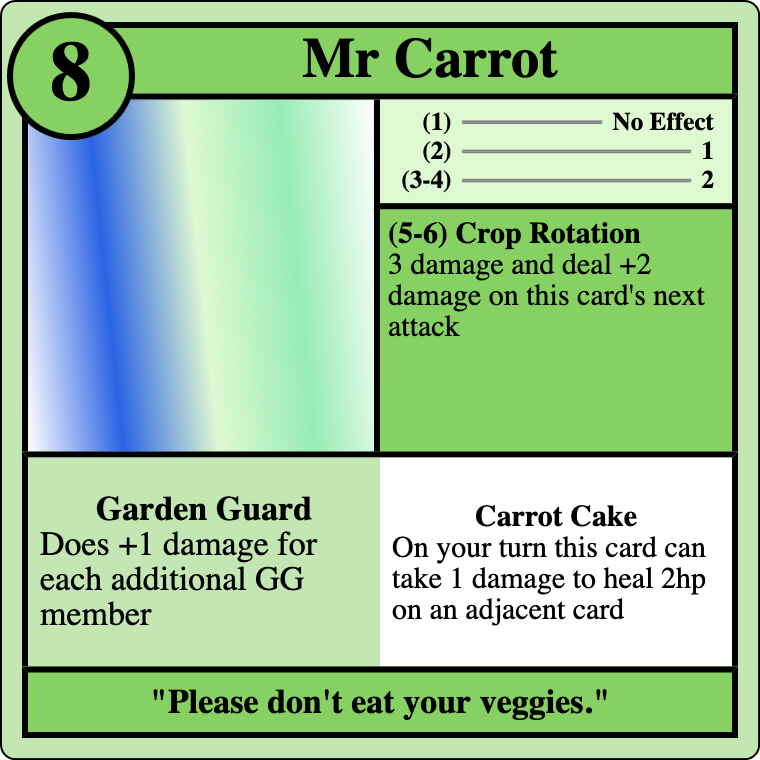 8
Mr Carrot
(1) No Effect
(2) 1
(3-4) 2
(5-6) Crop Rotation
3 damage and deal +2
damage on this card's next
attack
Garden Guard
Does +1 damage for
each additional GG
member
Carrot Cake
On your turn this card can
take 1 damage to heal 2hp
on an adjacent card
"Please don't eat your veggies."